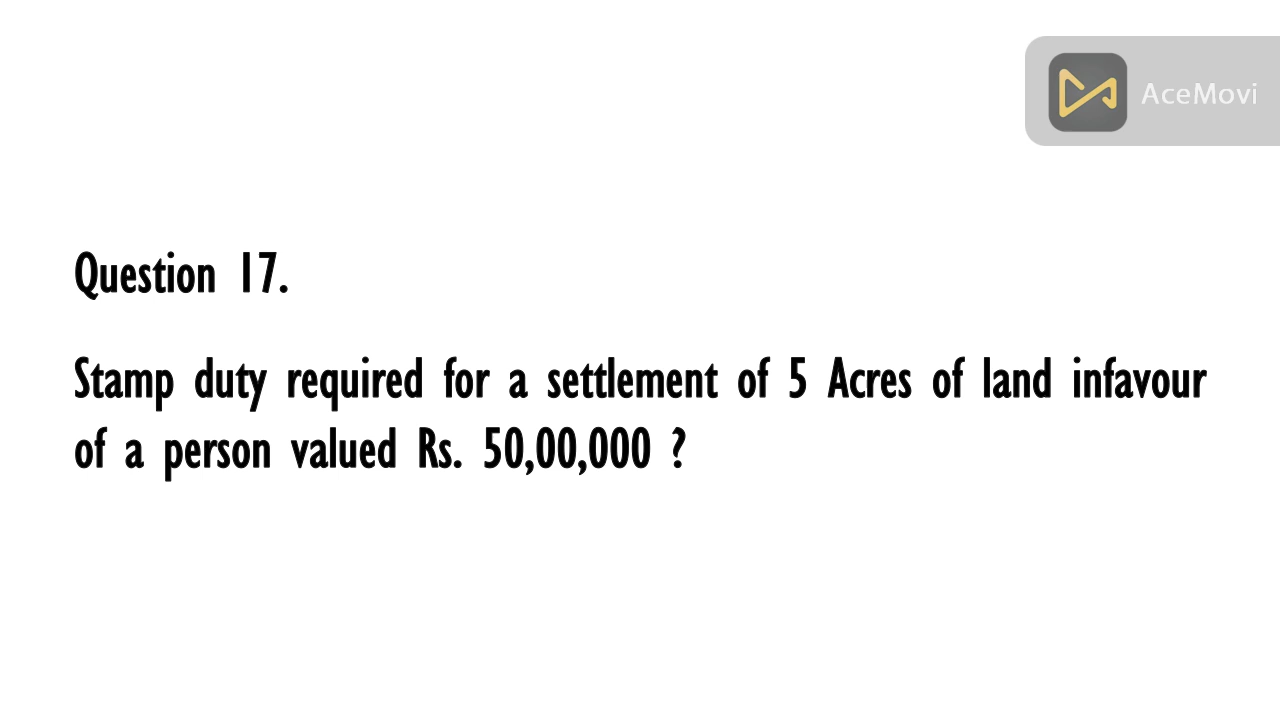 AceMovi
Question 17.
Stamp duty required for a settlement of 5 Acres of land infavour
of a person valued Rs. 50,00,000 ?